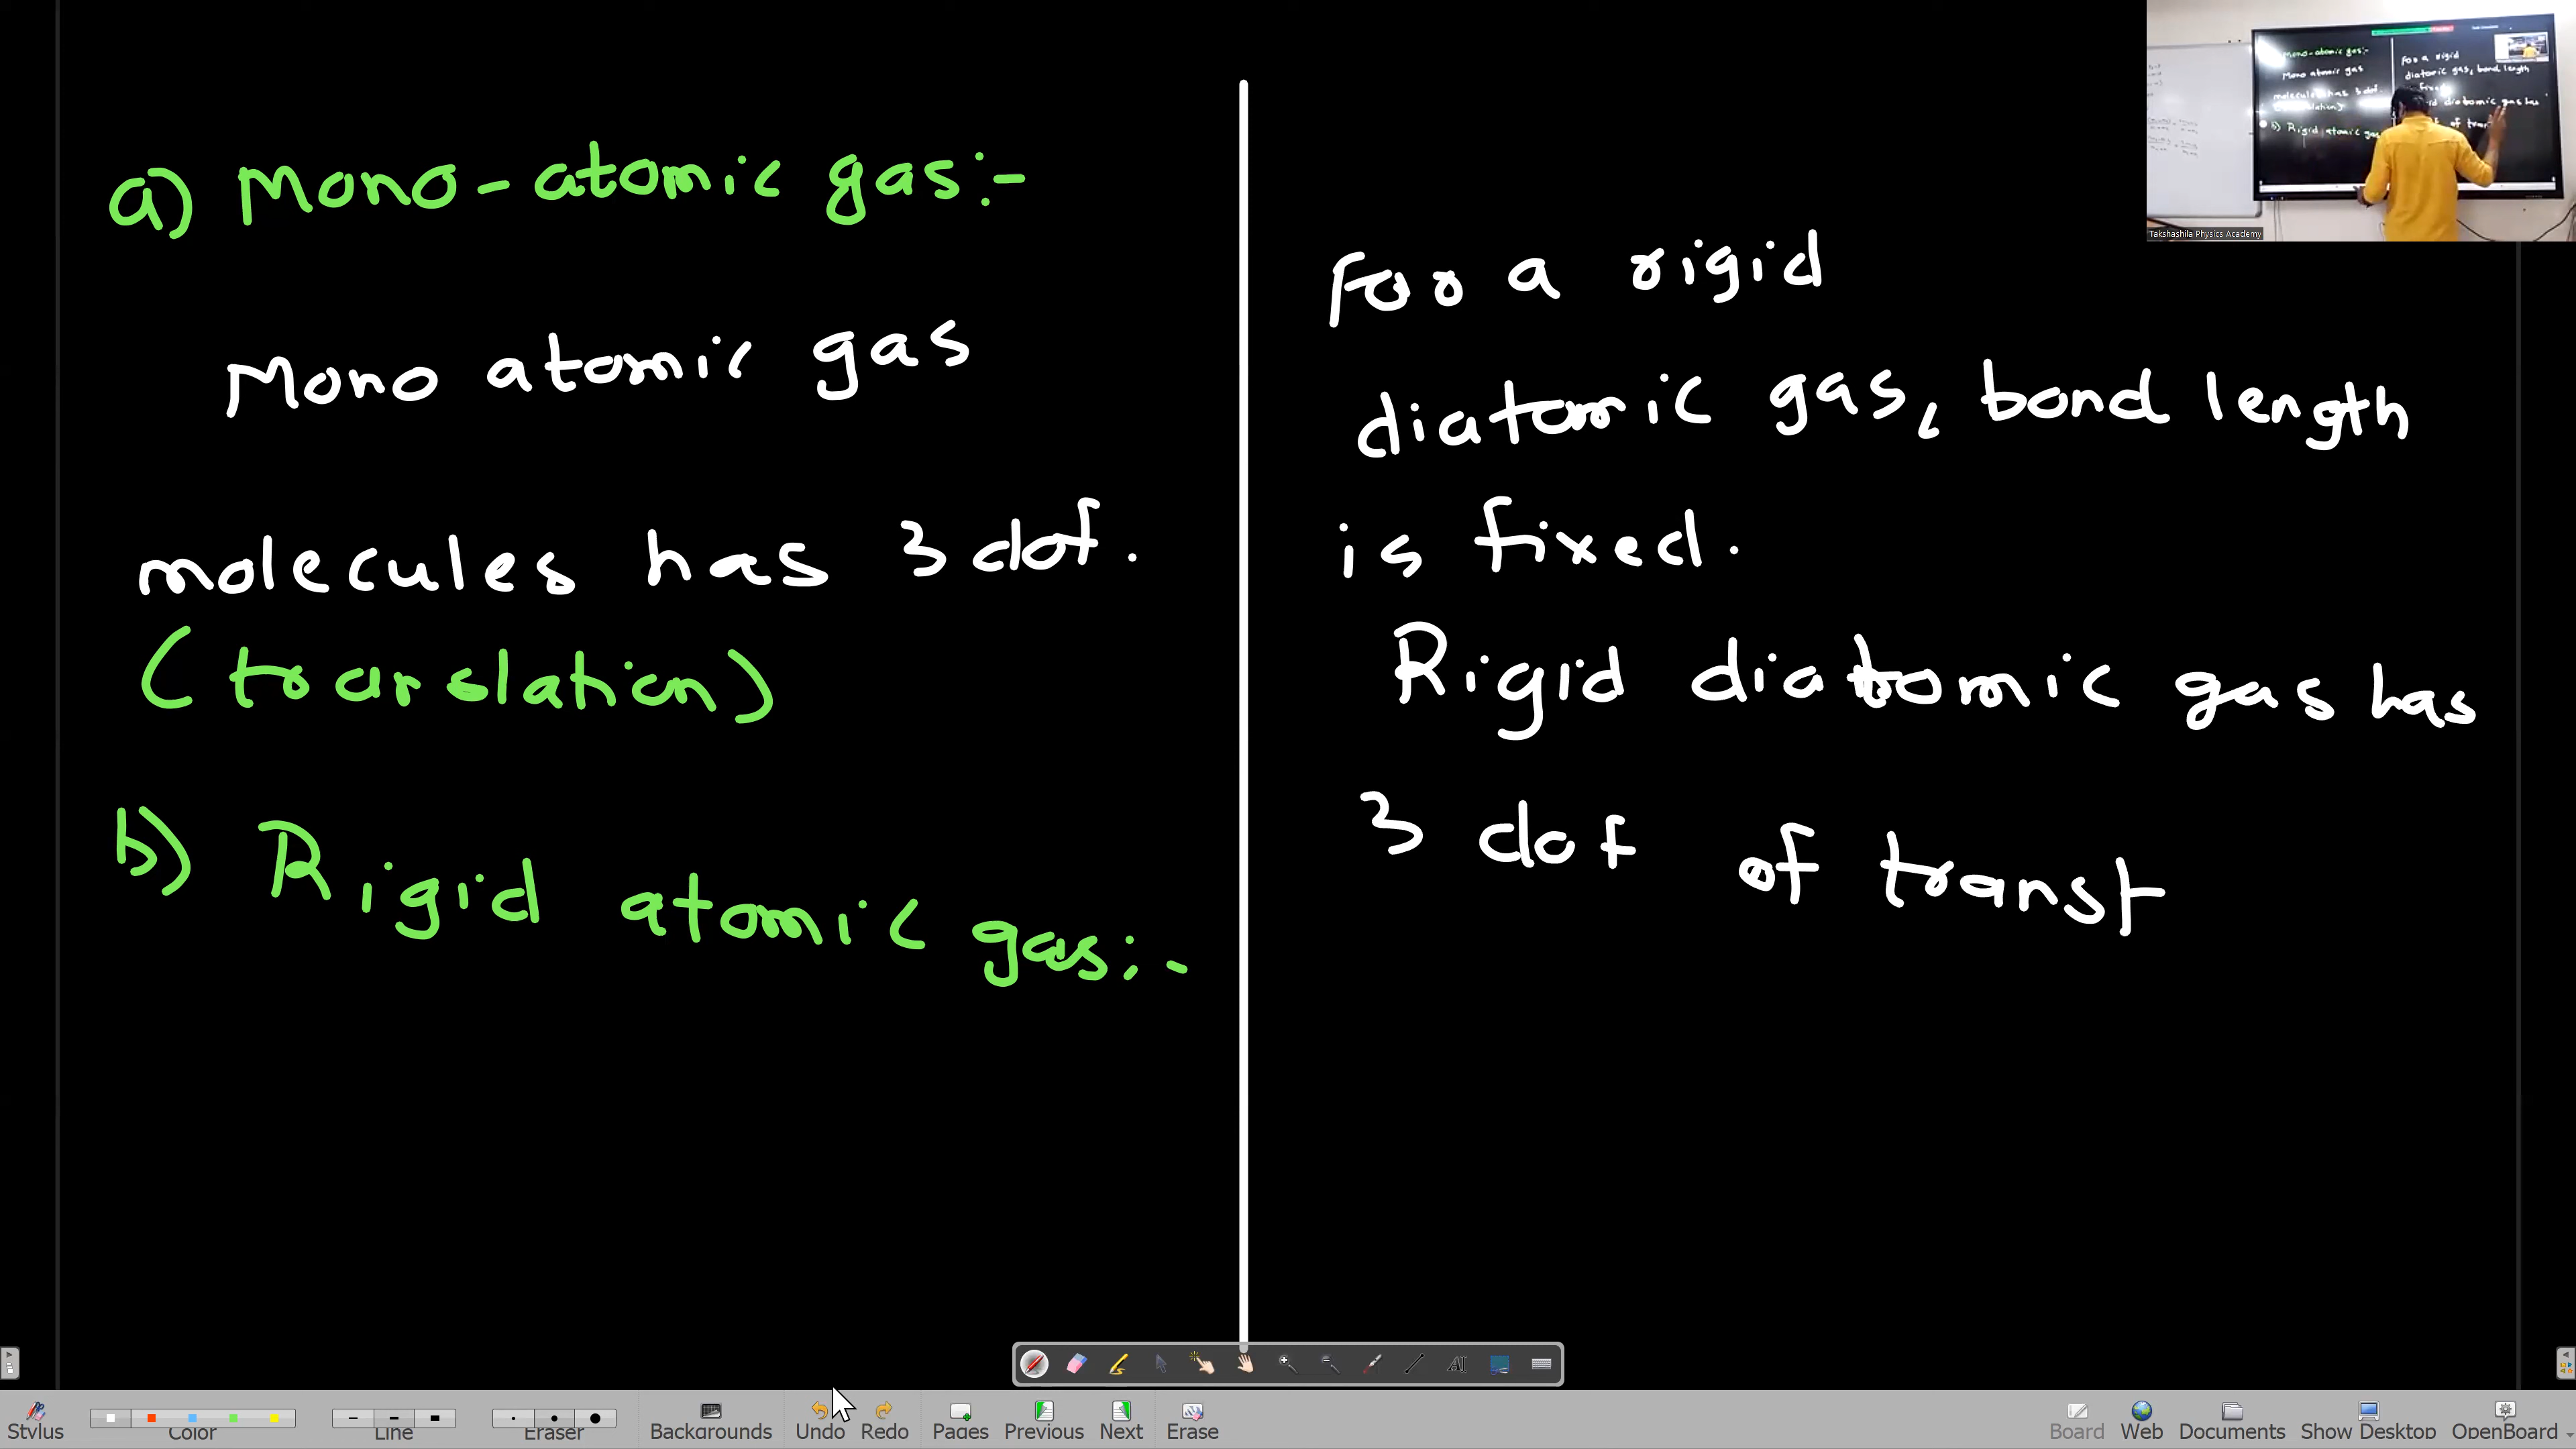 a) Mono-atomic gas:-
Mono atomic gas
molecules has 3 dof.
(translation)
b) Rigid atomic gas:-
For a rigid
diatomic gas, bond length
is fixed.
Rigid diatomic gas has
3 dof of transt
Takshashila Physics Academy
Stylus
Color
Line
Eraser
Backgrounds
Undo
Redo
Pages
Previous
Next
Erase
Board
Web
Documents
Show Desktop
OpenBoard